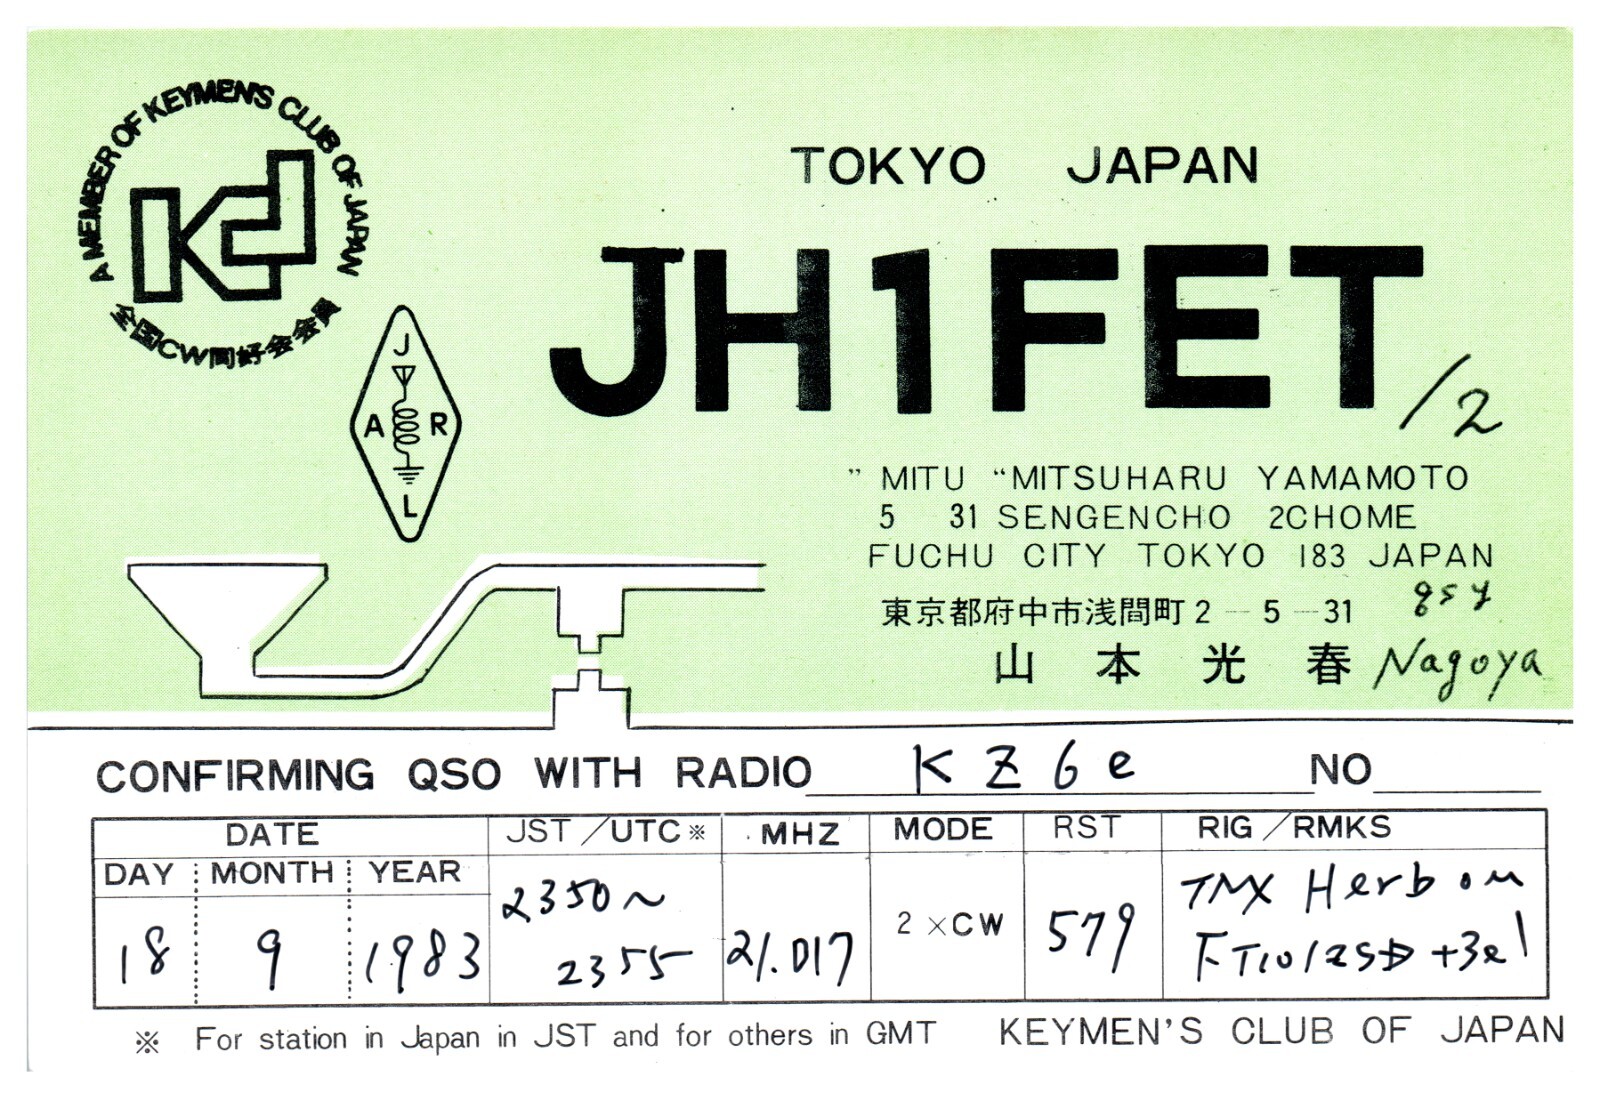 A MEMBER OF KEYMEN'S CLUB OF JAPAN
KCJ
全国CW同好会会員
J
A R
L
TOKYO JAPAN
JH1FET/2
" MITU "MITSUHARU YAMAMOTO
5 31 SENGENCHO 2CHOME
FUCHU CITY TOKYO 183 JAPAN
東京都府中市浅間町2-5-31 qsy
山本光春 Nagoya
CONFIRMING QSO WITH RADIO KZ6e NO
DATE JST/UTC※ MHZ MODE RST RIG/RMKS
DAY MONTH YEAR
18 9 1983 2350~ 2355 21.017 2×CW 579 TNX Herb om
FT101ZSD +3el
※ For station in Japan in JST and for others in GMT KEYMEN'S CLUB OF JAPAN